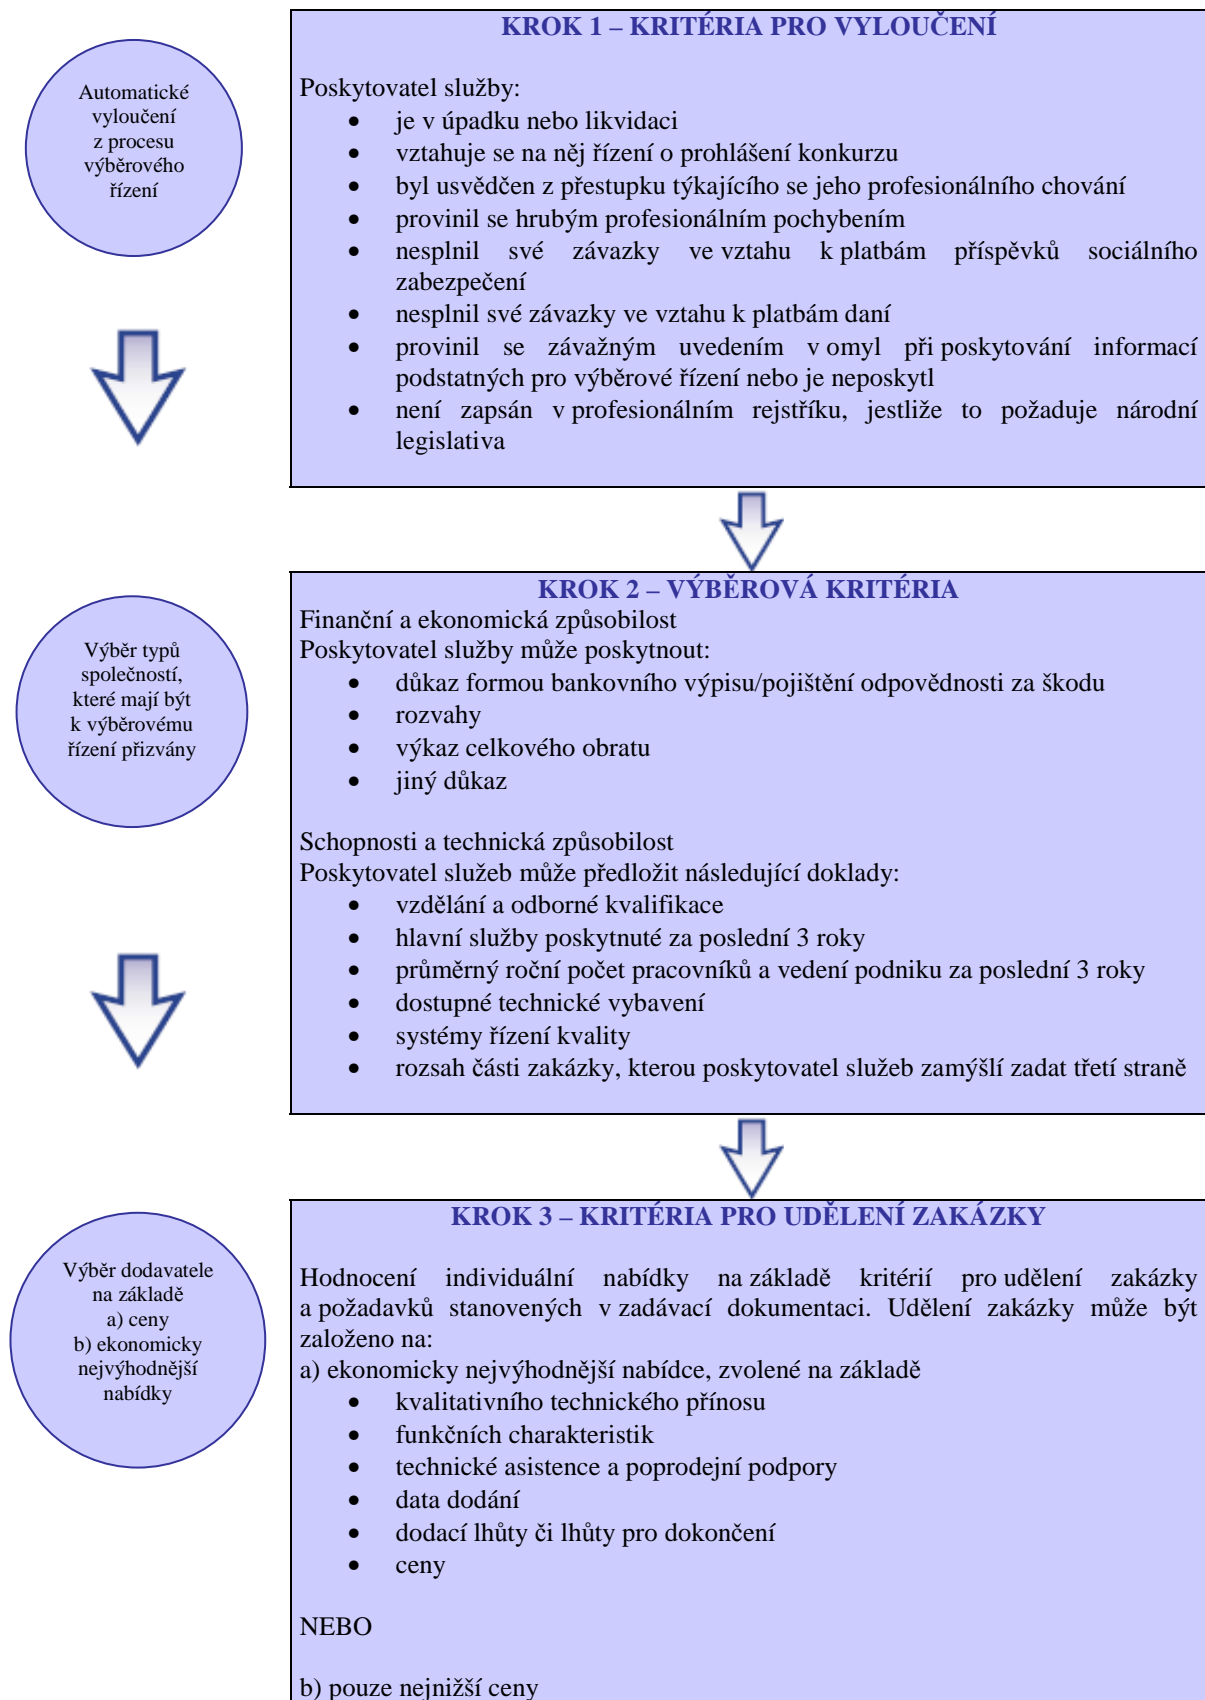 Automatické
vyloučení
z procesu
výběrového
řízení
KROK 1 – KRITÉRIA PRO VYLOUČENÍ
Poskytovatel služby:
• je v úpadku nebo likvidaci
• vztahuje se na něj řízení o prohlášení konkurzu
• byl usvědčen z přestupku týkajícího se jeho profesionálního chování
• provinil se hrubým profesionálním pochybením
• nesplnil své závazky ve vztahu k platbám příspěvků sociálního
zabezpečení
• nesplnil své závazky ve vztahu k platbám daní
• provinil se závažným uvedením v omyl při poskytování informací
podstatných pro výběrové řízení nebo je neposkytl
• není zapsán v profesionálním rejstříku, jestliže to požaduje národní
legislativa
Výběr typů
společností,
které mají být
k výběrovému
řízení přizvány
KROK 2 – VÝBĚROVÁ KRITÉRIA
Finanční a ekonomická způsobilost
Poskytovatel služby může poskytnout:
• důkaz formou bankovního výpisu/pojištění odpovědnosti za škodu
• rozvahy
• výkaz celkového obratu
• jiný důkaz
Schopnosti a technická způsobilost
Poskytovatel služeb může předložit následující doklady:
• vzdělání a odborné kvalifikace
• hlavní služby poskytnuté za poslední 3 roky
• průměrný roční počet pracovníků a vedení podniku za poslední 3 roky
• dostupné technické vybavení
• systémy řízení kvality
• rozsah části zakázky, kterou poskytovatel služeb zamýšlí zadat třetí straně
Výběr dodavatele
na základě
a) ceny
b) ekonomicky
nejvýhodnější
nabídky
KROK 3 – KRITÉRIA PRO UDĚLENÍ ZAKÁZKY
Hodnocení individuální nabídky na základě kritérií pro udělení zakázky
a požadavků stanovených v zadávací dokumentaci. Udělení zakázky může být
založeno na:
a) ekonomicky nejvýhodnější nabídce, zvolené na základě
• kvalitativního technického přínosu
• funkčních charakteristik
• technické asistence a poprodejní podpory
• data dodání
• dodací lhůty či lhůty pro dokončení
• ceny
NEBO
b) pouze nejnižší ceny